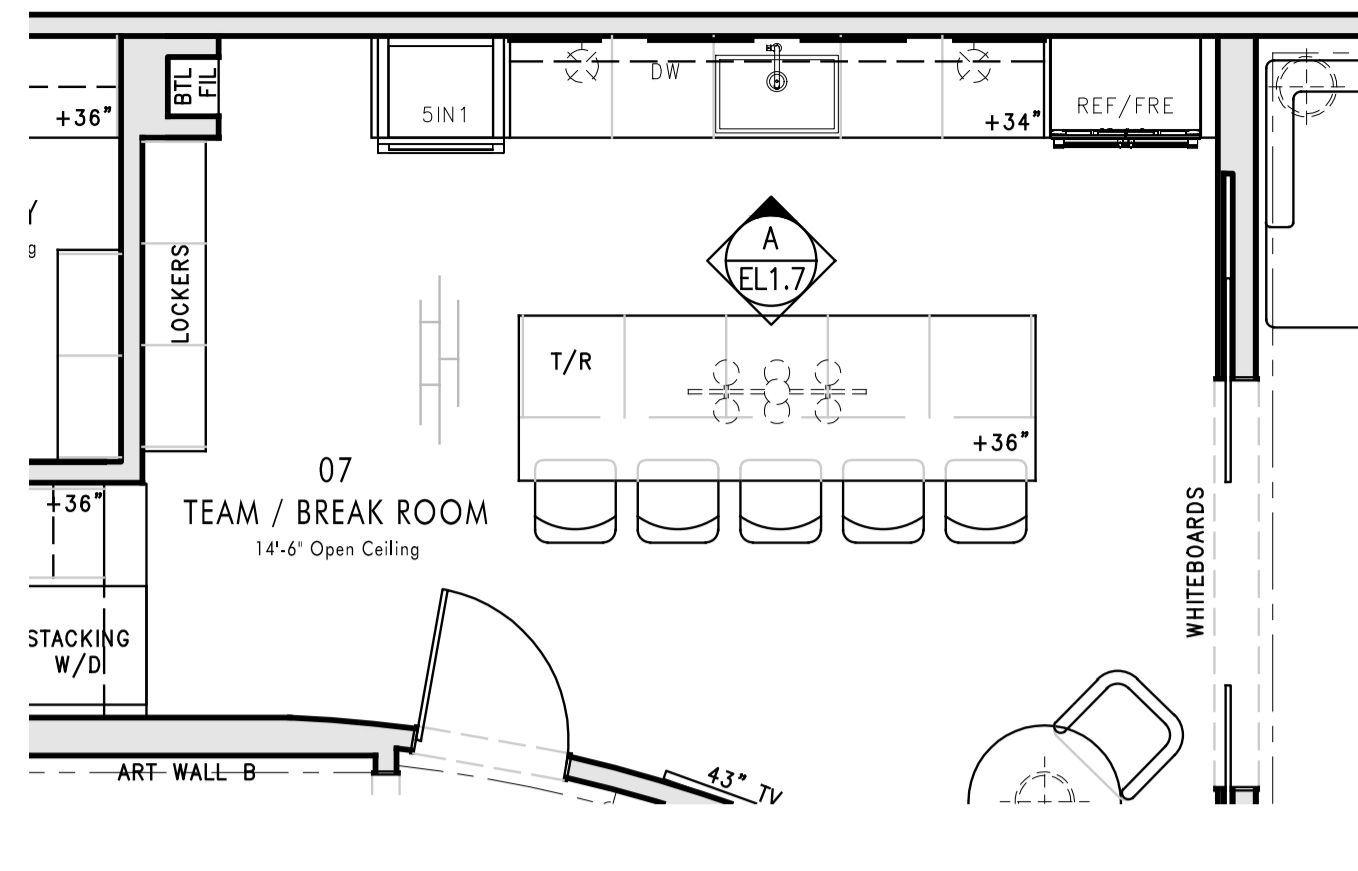 BTL
FIL
+36"
5IN1
DW
+34"
REF/FRE
Y
g
LOCKERS
A
EL1.7
T/R
+36"
07
TEAM / BREAK ROOM
14'-6" Open Ceiling
+36"
WHITEBOARDS
STACKING
W/D
ART WALL B
43" TV